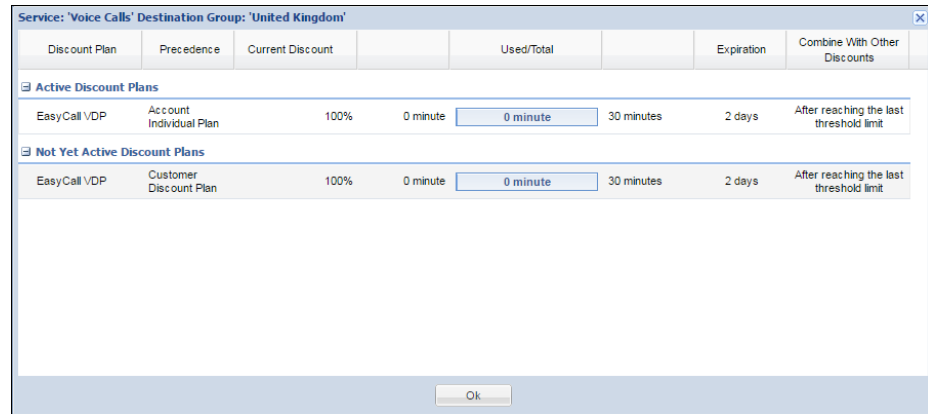 Service: 'Voice Calls' Destination Group: 'United Kingdom'
Discount Plan Precedence Current Discount Used/Total Expiration Combine With Other Discounts
Active Discount Plans
EasyCall VDP Account Individual Plan 100% 0 minute 0 minute 30 minutes 2 days After reaching the last threshold limit
Not Yet Active Discount Plans
EasyCall VDP Customer Discount Plan 100% 0 minute 0 minute 30 minutes 2 days After reaching the last threshold limit
Ok